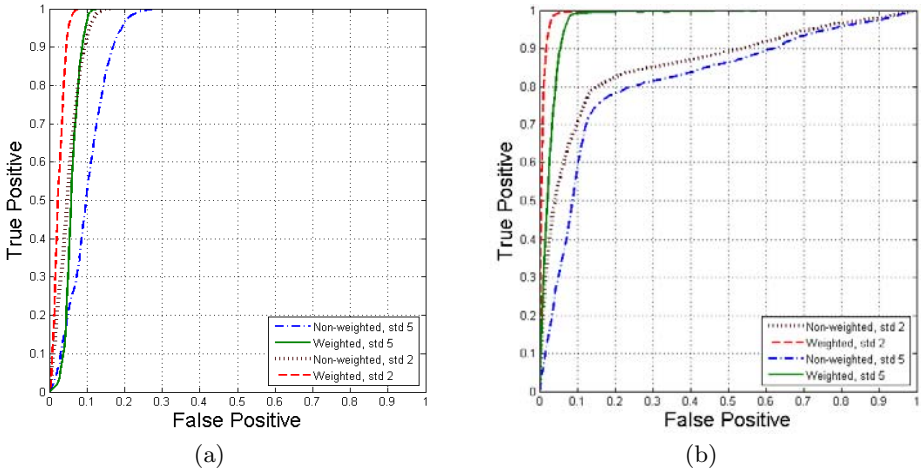 1
0.9
0.8
0.7
0.6
0.5
0.4
0.3
0.2
0.1
0
True Positive
0 0.1 0.2 0.3 0.4 0.5 0.6 0.7 0.8 0.9 1
False Positive
Non-weighted, std 5
Weighted, std 5
Non-weighted, std 2
Weighted, std 2
(a)
1
0.9
0.8
0.7
0.6
0.5
0.4
0.3
0.2
0.1
0
True Positive
0 0.1 0.2 0.3 0.4 0.5 0.6 0.7 0.8 0.9 1
False Positive
Non-weighted, std 2
Weighted, std 2
Non-weighted, std 5
Weighted, std 5
(b)